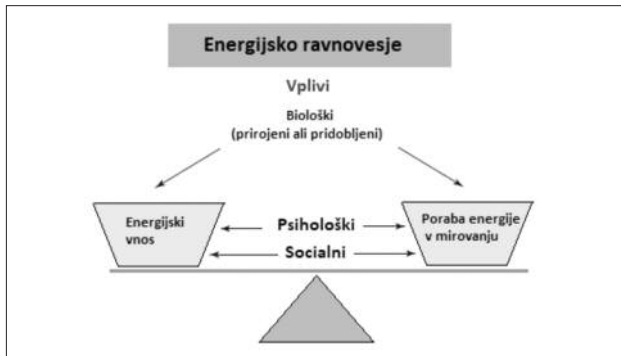 Energijsko ravnovesje
Vplivi
Biološki
(prirojeni ali pridobljeni)
Energijski
vnos
Psihološki
Socialni
Poraba energije
v mirovanju